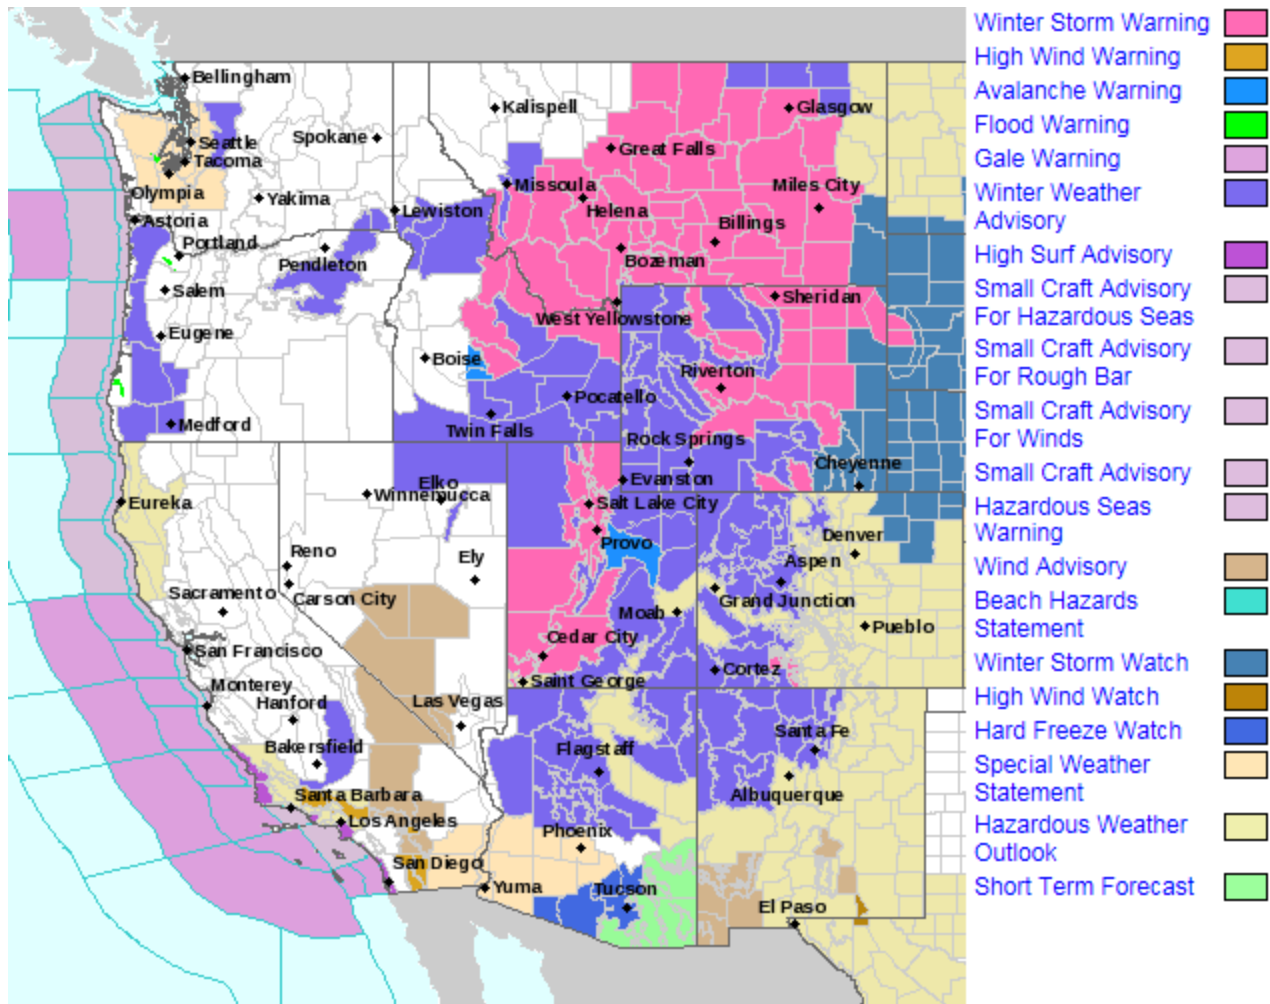 Winter Storm Warning
High Wind Warning
Avalanche Warning
Flood Warning
Gale Warning
Winter Weather
Advisory
High Surf Advisory
Small Craft Advisory
For Hazardous Seas
Small Craft Advisory
For Rough Bar
Small Craft Advisory
For Winds
Small Craft Advisory
Hazardous Seas
Warning
Wind Advisory
Beach Hazards
Statement
Winter Storm Watch
High Wind Watch
Hard Freeze Watch
Special Weather
Statement
Hazardous Weather
Outlook
Short Term Forecast
Bellingham
Kalispell
Glasgow
Spokane
Seattle
Great Falls
Tacoma
Olympia
Missoula
Miles City
Yakima
Lewiston
Helena
Astoria
Billings
Portland
Pendleton
Bozeman
Salem
Sheridan
West Yellowstone
Eugene
Boise
Riverton
Pocatello
Medford
Twin Falls
Rock Springs
Cheyenne
Elko
Evanston
Winnemucca
Eureka
Salt Lake City
Provo
Denver
Reno
Ely
Aspen
Sacramento
Carson City
Grand Junction
Moab
Pueblo
Cedar City
San Francisco
Cortez
Saint George
Monterey
Hanford
Las Vegas
Santa Fe
Bakersfield
Flagstaff
Santa Barbara
Albuquerque
Los Angeles
Phoenix
San Diego
Yuma
Tucson
El Paso